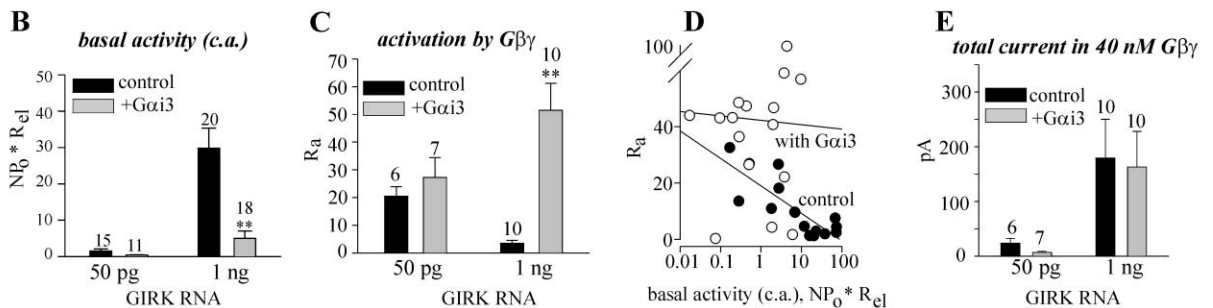 B
basal activity (c.a.)
NPo * Rel
50
40
30
20
10
0
control
+Gαi3
15
11
20
18
**
50 pg
1 ng
GIRK RNA
C
activation by Gβγ
Ra
70
60
50
40
30
20
10
0
control
+Gαi3
6
7
10
10
**
50 pg
1 ng
GIRK RNA
D
Ra
100
40
20
0
with Gαi3
control
0.01
0.1
1
10
100
basal activity (c.a.), NPo * Rel
E
total current in 40 nM Gβγ
pA
300
200
100
0
control
+Gαi3
6
7
10
10
50 pg
1 ng
GIRK RNA